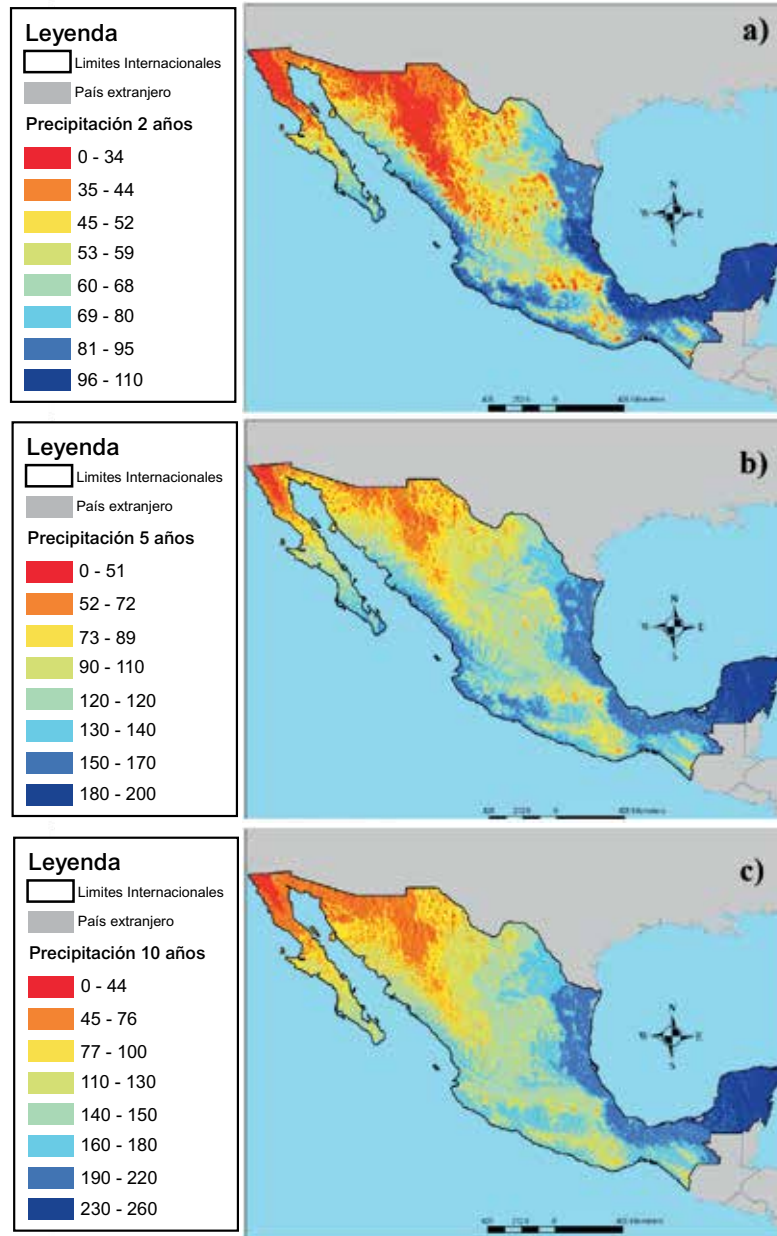 Leyenda
Limites Internacionales
País extranjero
Precipitación 2 años
0 - 34
35 - 44
45 - 52
53 - 59
60 - 68
69 - 80
81 - 95
96 - 110
a)
N
W E
S
0
Leyenda
Limites Internacionales
País extranjero
Precipitación 5 años
0 - 51
52 - 72
73 - 89
90 - 110
120 - 120
130 - 140
150 - 170
180 - 200
b)
N
W E
S
0
Leyenda
Limites Internacionales
País extranjero
Precipitación 10 años
0 - 44
45 - 76
77 - 100
110 - 130
140 - 150
160 - 180
190 - 220
230 - 260
c)
N
W E
S
0